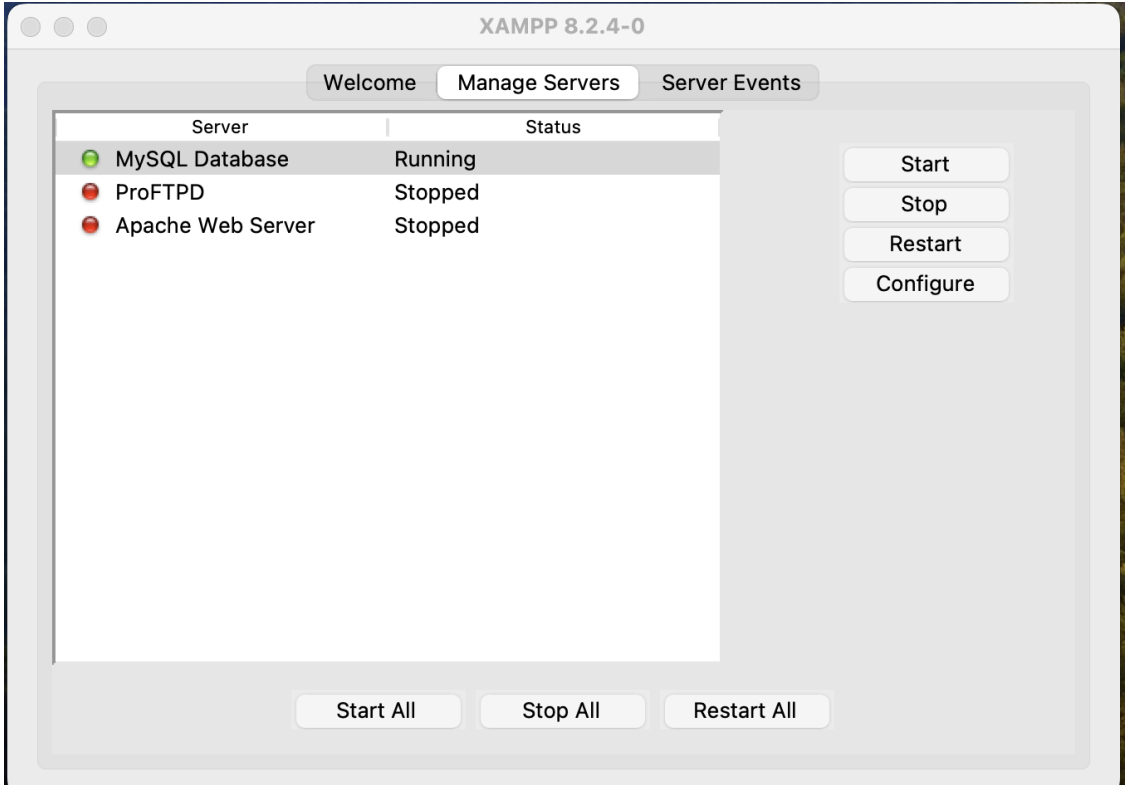 XAMPP 8.2.4-0
Welcome Manage Servers Server Events
Server Status
MySQL Database Running
ProFTPD Stopped
Apache Web Server Stopped
Start
Stop
Restart
Configure
Start All Stop All Restart All